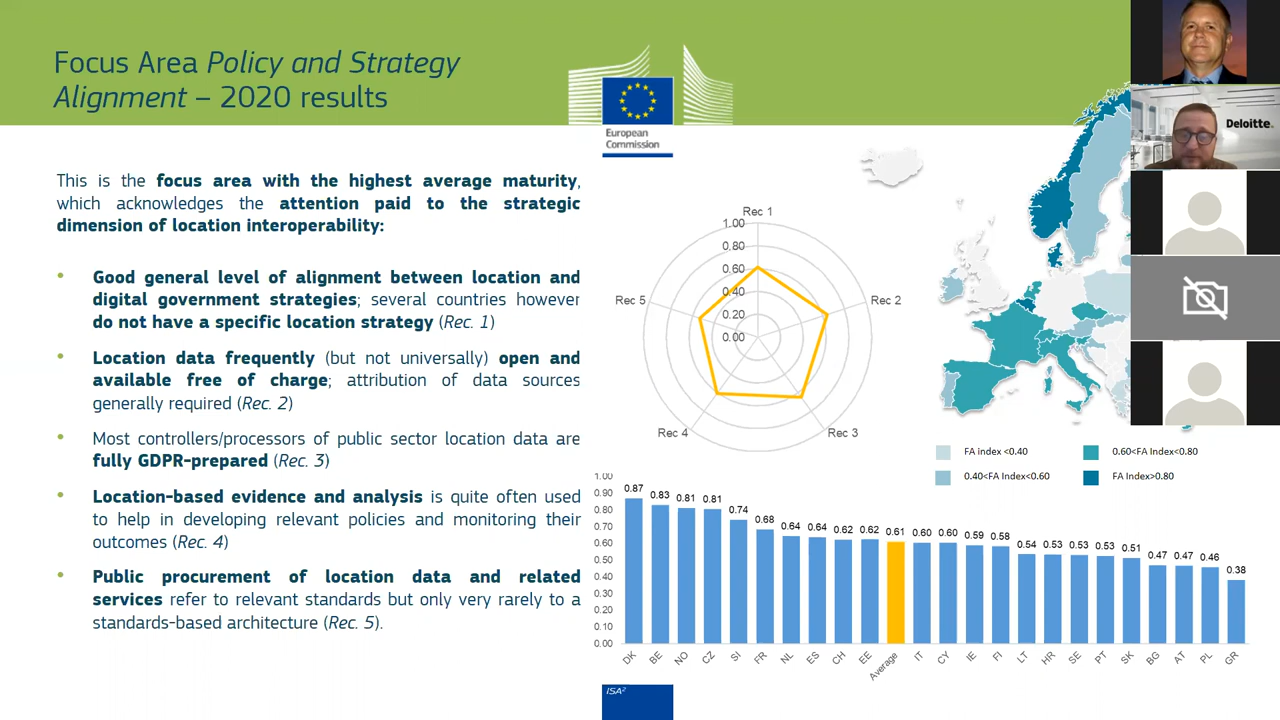 Focus Area Policy and Strategy
Alignment – 2020 results
European
Commission
Deloitte.
This is the focus area with the highest average maturity,
which acknowledges the attention paid to the strategic
dimension of location interoperability:
• Good general level of alignment between location and
digital government strategies; several countries however
do not have a specific location strategy (Rec. 1)
• Location data frequently (but not universally) open and
available free of charge; attribution of data sources
generally required (Rec. 2)
• Most controllers/processors of public sector location data are
fully GDPR-prepared (Rec. 3)
• Location-based evidence and analysis is quite often used
to help in developing relevant policies and monitoring their
outcomes (Rec. 4)
• Public procurement of location data and related
services refer to relevant standards but only very rarely to a
standards-based architecture (Rec. 5).
Rec 1
1.00
0.80
0.60
0.40
0.20
0.00
Rec 5
Rec 2
Rec 4
Rec 3
FA index <0.40
0.60<FA Index<0.80
0.40<FA Index<0.60
FA Index>0.80
1.00
0.90
0.80
0.70
0.60
0.50
0.40
0.30
0.20
0.10
0.00
0.87 0.83 0.81 0.81 0.74 0.68 0.64 0.64 0.62 0.62 0.61 0.60 0.60 0.59 0.58 0.54 0.53 0.53 0.53 0.51 0.47 0.47 0.46 0.38
DK BE NO CZ SI FR NL ES CH EE Average IT CY IE FI LT HR SE PT SK BG AT PL GR
ISA²